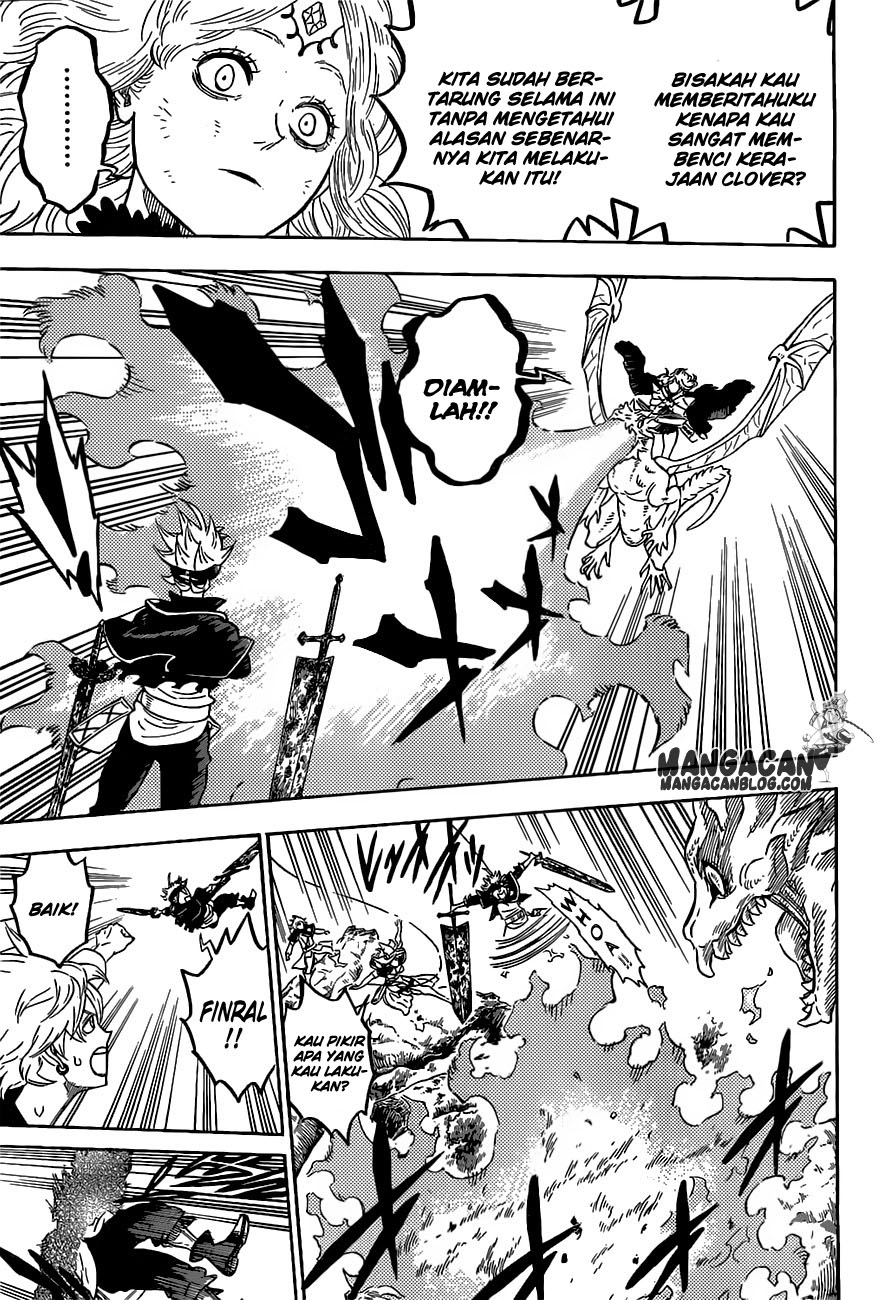 BISAKAH KAU
MEMBERITAHUKU
KENAPA KAU
SANGAT MEM-
BENCI KERA-
JAAN CLOVER?
KITA SUDAH BER-
TARUNG SELAMA INI
TANPA MENGETAHUI
ALASAN SEBENAR-
NYA KITA MELAKU-
KAN ITU!
........
DIAM-
LAH!!
MANGACAN
MANGACANBLOG.COM
WHOA!!
KAU PIKIR
APA YANG
KAU LAKU-
KAN?
FINRAL
!!
BAIK!